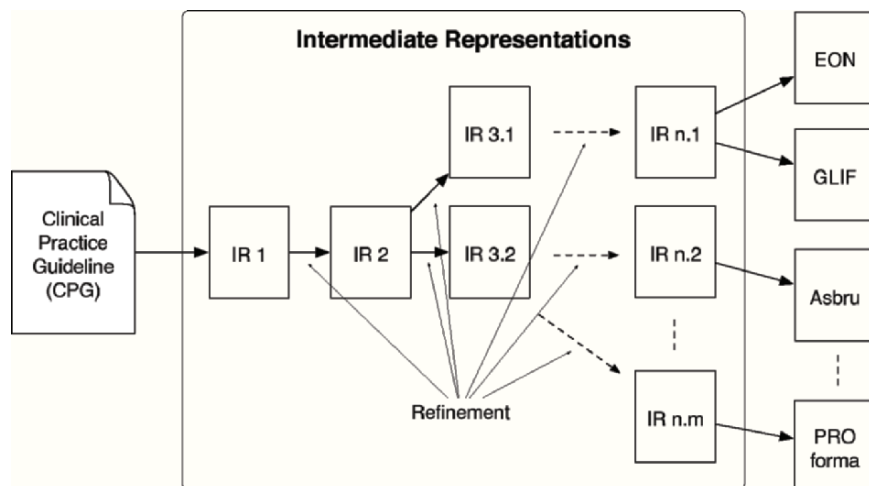 Intermediate Representations
EON
IR 3.1
IR n.1
GLIF
Clinical
Practice
Guideline
(CPG)
IR 1
IR 2
IR 3.2
IR n.2
Asbru
Refinement
IR n.m
PRO
forma